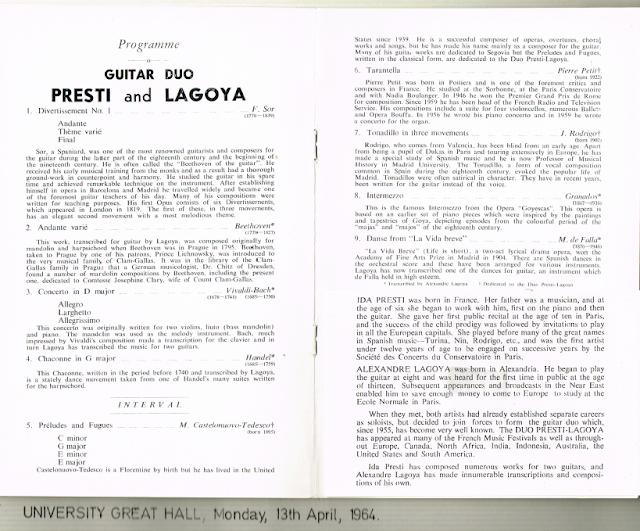 Programme
GUITAR DUO
PRESTI and LAGOYA
1. Divertissement No. 1 F. Sor
(1778—1839)
Andante
Thème varié
Final
Sor, a Spaniard, was one of the most renowned guitarists and composers for
the guitar during the latter part of the eighteenth century and the beginning of
the nineteenth century. He is often called the "Beethoven of the guitar". He
received his early musical training from the monks and as a result had a thorough
ground-work in counterpoint and harmony. He studied the guitar in his spare
time and achieved remarkable technique on the instrument. After establishing
himself in opera in Barcelona and Madrid he travelled widely and became one
of the foremost guitar teachers of his day. Many of his compositions were
written for teaching purposes. His first Opus consists of six Divertissements,
which appeared in London in 1819. The first of these, in three movements,
has an elegant second movement with a most melodious theme.
2. Andante varié Beethoven*
(1770—1827)
This work, transcribed for guitar by Lagoya, was composed originally for
mandolin and harpsichord when Beethoven was in Prague in 1795. Beethoven,
taken to Prague by one of his patrons, Prince Lichnowsky, was introduced to
the very musical family of Clam-Gallas. It was in the library of the Clam-
Gallas family in Prague that a German musicologist, Dr. Chitz of Dresden,
found a number of mandolin compositions by Beethoven, including the present
one, dedicated to Comtesse Josephine Clary, wife of Count Clam-Gallas.
3. Concerto in D major Vivaldi-Bach*
(1678—1741) (1685—1750)
Allegro
Larghetto
Allegrissimo
This concerto was originally written for two violins, liuto (bass mandolin)
and piano. The mandolin was used as the melody instrument. Bach, much
impressed by Vivaldi's composition made a transcription for the clavier and in
turn Lagoya has transcribed the music for two guitars.
4. Chaconne in G major Handel*
(1685—1759)
This Chaconne, written in the period before 1740 and transcribed by Lagoya,
is a stately dance movement taken from one of Handel's many suites written
for the harpsichord.
INTERVAL
5. Préludes and Fugues M. Castelnuovo-Tedesco†
(born 1895)
C minor
G major
E minor
E major
Castelnuovo-Tedesco is a Florentine by birth but he has lived in the United
States since 1939. He is a successful composer of operas, overtures, choral
works and songs, but he has made his name mainly as a composer for the guitar.
Many of his guitar works are dedicated to Segovia but the Preludes and Fugues,
written in the classical form, are dedicated to the Duo Presti-Lagoya.
6. Tarantella Pierre Petit†
(born 1922)
Pierre Petit was born in Poitiers and is one of the foremost critics and
composers in France. He studied at the Sorbonne, at the Paris Conservatoire
and with Nadia Boulanger. In 1946 he won the Premier Grand Prix de Rome
for composition. Since 1959 he has been head of the French Radio and Television
Service. His compositions include a suite for four violoncellos, numerous Ballets
and Opera Bouffa. In 1956 he wrote his piano concerto and in 1959 he wrote
a concerto for the organ.
7. Tonadillo in three movements J. Rodrigo†
(born 1902)
Rodrigo, who comes from Valencia, has been blind from an early age. Apart
from being a pupil of Dukas in Paris and touring extensively in Europe, he has
made a special study of Spanish music and he is now Professor of Musical
History in Madrid University. The Tonadilla, a form of vocal composition
common in Spain during the eighteenth century, evoked the popular life of
Madrid. Tonadillo were often satirical in character. They have in recent years,
been written for the guitar instead of the voice.
8. Intermezzo Granados*
(1867—1916)
This is the famous Intermezzo from the Opera "Goyescas". This opera is
based on an earlier set of piano pieces which were inspired by the paintings
and tapestries of Goya, depicting episodes from the colourful period of the
"majas" and "majos" of the eighteenth century.
9. Danse from "La Vida breve" M. de Falla*
(1876—1946)
"La Vida Breve" (Life is short), a two-act lyrical drama opera, won the
Academy of Fine Arts Prize in Madrid in 1904. There are Spanish dances in
the orchestral score and these have been arranged for various instruments.
Lagoya has now transcribed one of the dances for guitar, an instrument which
de Falla held in high esteem.
* Transcribed by Alexandre Lagoya † Dedicated to the Duo Presti-Lagoya
IDA PRESTI was born in France. Her father was a musician, and at
the age of six she began to work with him, first on the piano and then
the guitar. She gave her first public recital at the age of ten in Paris,
and the success of the child prodigy was followed by invitations to play
in all the European capitals. She played before many of the great names
in Spanish music—Turina, Nin, Rodrigo, etc., and was the first artist
under twelve years of age to be engaged on successive years by the
Société des Concerts du Conservatoire in Paris.
ALEXANDRE LAGOYA was born in Alexandria. He began to play
the guitar at eight and was heard for the first time in public at the age
of thirteen. Subsequent appearances and broadcasts in the Near East
enabled him to save enough money to come to Europe to study at the
Ecole Normale in Paris.
When they met, both artists had already established separate careers
as soloists, but decided to join forces to form the guitar duo which,
since 1955, has become very well known. The DUO PRESTI-LAGOYA
has appeared at many of the French Music Festivals as well as through-
out Europe, Canada, North Africa, India, Indonesia, Australia, the
United States and South America.
Ida Presti has composed numerous works for two guitars, and
Alexandre Lagoya has made innumerable transcriptions and composi-
tions of his own.
UNIVERSITY GREAT HALL, Monday, 13th April, 1964.